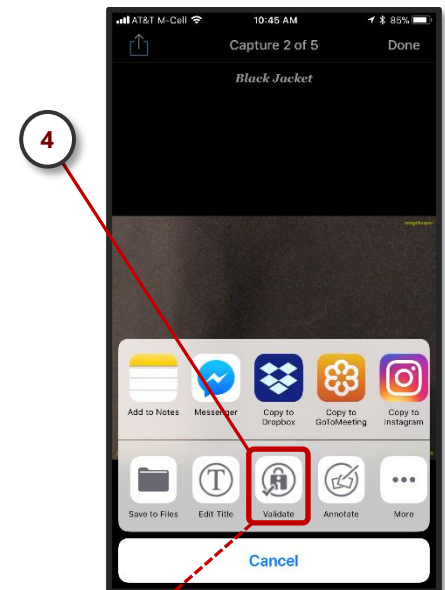 AT&T M-Cell 10:45 AM 85%
Capture 2 of 5 Done
Black Jacket
4
ImageKeeper
Add to Notes Messenger Copy to Dropbox Copy to GoToMeeting Copy to Instagram
Save to Files Edit Title Validate Annotate More
Cancel